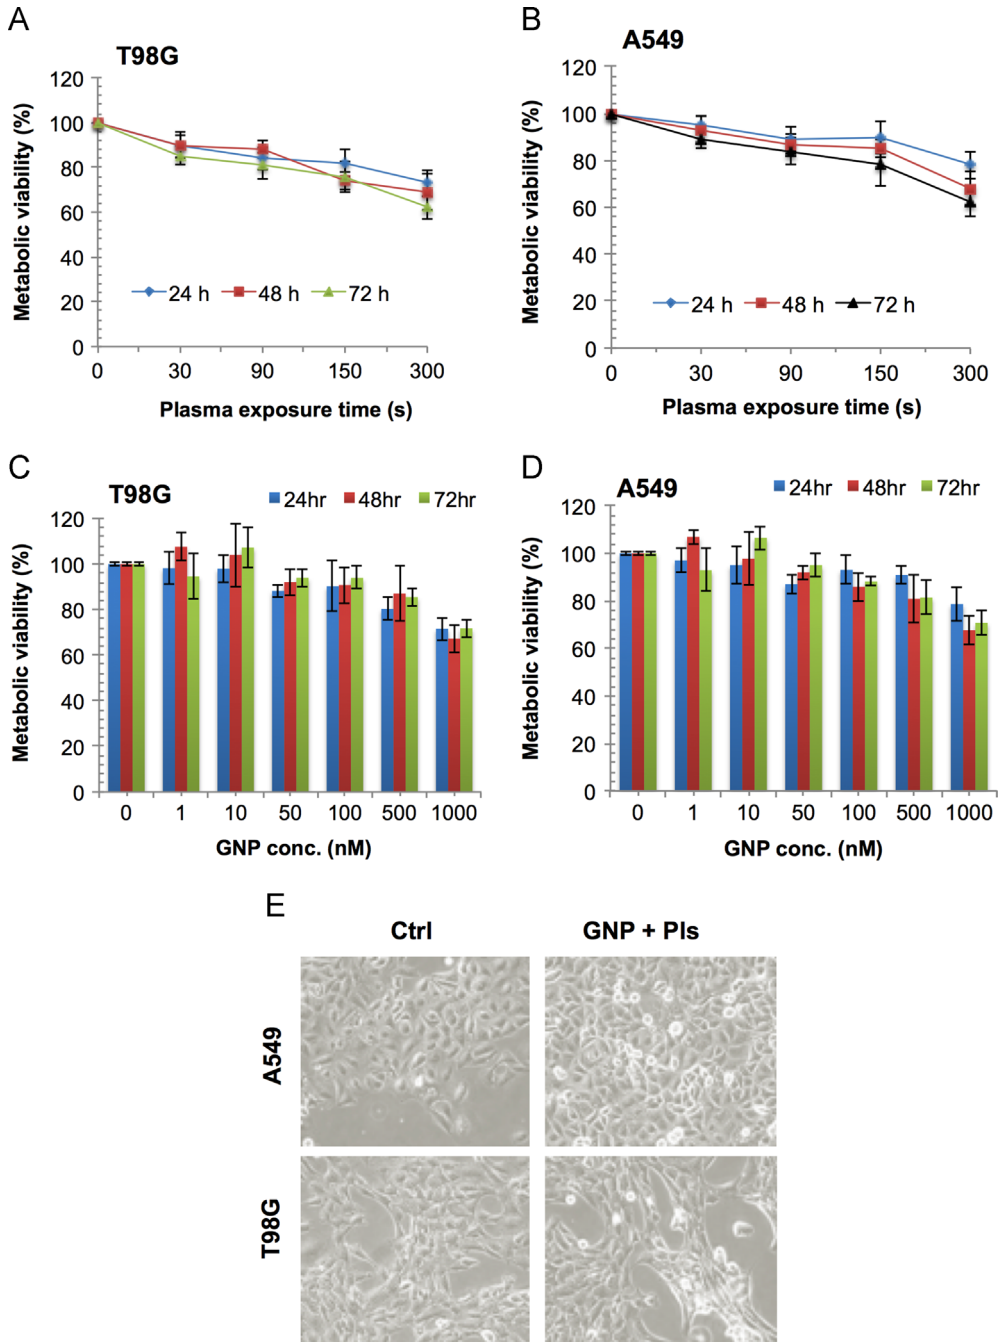 A
T98G
Metabolic viability (%)
120
100
80
60
40
20
0
24 h 48 h 72 h
0 30 90 150 300
Plasma exposure time (s)
B
A549
Metabolic viability (%)
120
100
80
60
40
20
0
24 h 48 h 72 h
0 30 90 150 300
Plasma exposure time (s)
C
T98G
24hr 48hr 72hr
Metabolic viability (%)
120
100
80
60
40
20
0
0 1 10 50 100 500 1000
GNP conc. (nM)
D
A549
24hr 48hr 72hr
Metabolic viability (%)
120
100
80
60
40
20
0
0 1 10 50 100 500 1000
GNP conc. (nM)
E
Ctrl GNP + Pls
A549
T98G